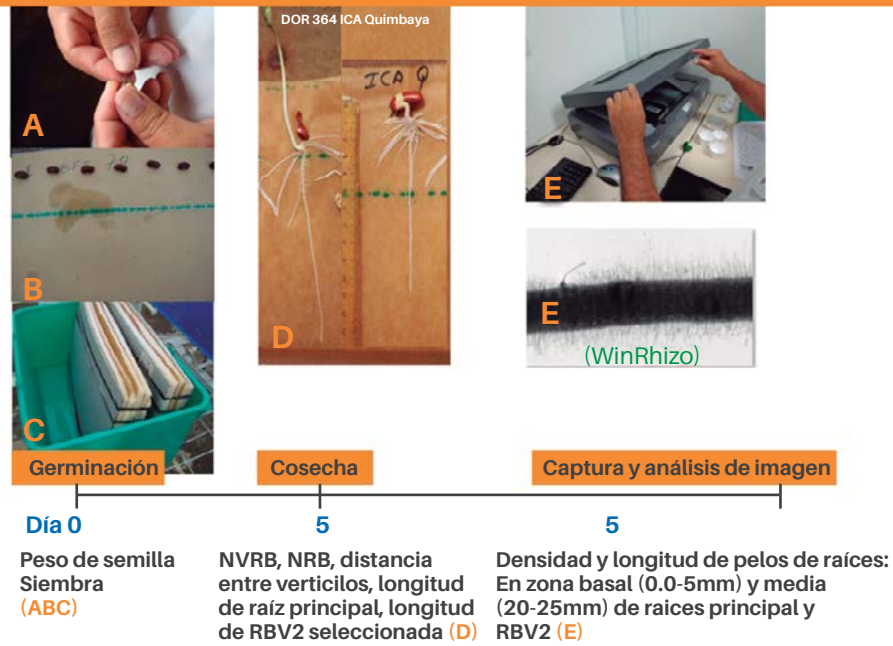 DOR 364 ICA Quimbaya
A
B
C
ICA Q
D
E
E
(WinRhizo)
Germinación
Cosecha
Captura y análisis de imagen
Día 0
5
5
Peso de semilla
Siembra
(ABC)
NVRB, NRB, distancia
entre verticilos, longitud
de raíz principal, longitud
de RBV2 seleccionada (D)
Densidad y longitud de pelos de raíces:
En zona basal (0.0-5mm) y media
(20-25mm) de raices principal y
RBV2 (E)